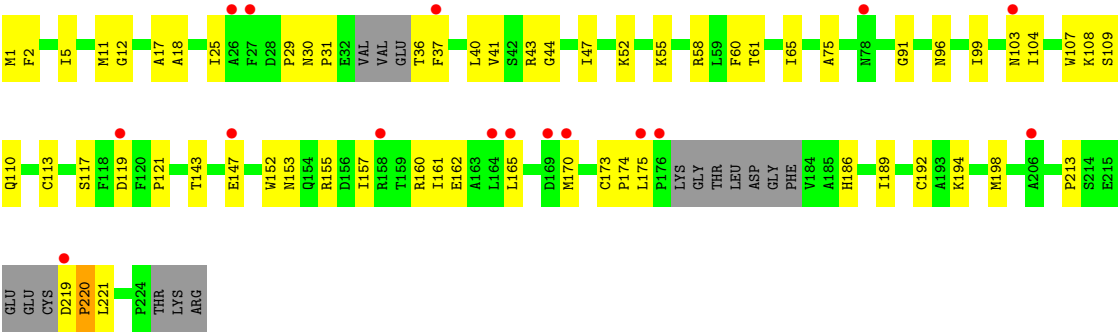 M1 F2 I5 M11 G12 A17 A18 I25 A26 F27 D28 P29 N30 P31 E32 VAL VAL GLU T36 F37 L40 V41 S42 R43 G44 I47 K52 K55 R58 L59 F60 T61 I65 A75 N78 G91 N96 I99 N103 I104 W107 K108 S109
Q110 C113 S117 F118 D119 F120 P121 T143 E147 W152 N153 Q154 R155 D156 I157 R158 T159 R160 I161 E162 A163 L164 L165 D169 M170 C173 P174 L175 P176 LYS GLY THR LEU ASP GLY PHE V184 A185 H186 I189 C192 A193 K194 M198 A206 P213 S214 E215
GLU GLU CYS D219 P220 L221 P224 THR LYS ARG